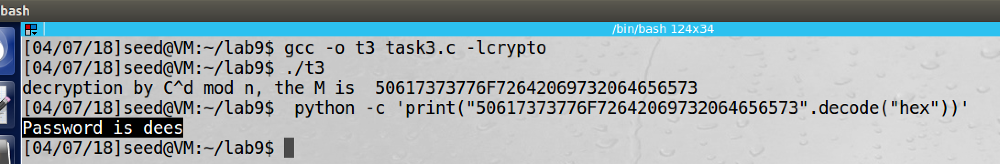 bash
/bin/bash 124x34
[04/07/18]seed@VM:~/lab9$ gcc -o t3 task3.c -lcrypto
[04/07/18]seed@VM:~/lab9$ ./t3
decryption by C^d mod n, the M is  50617373776F72642069732064656573
[04/07/18]seed@VM:~/lab9$  python -c 'print("50617373776F72642069732064656573".decode("hex"))'
Password is dees
[04/07/18]seed@VM:~/lab9$